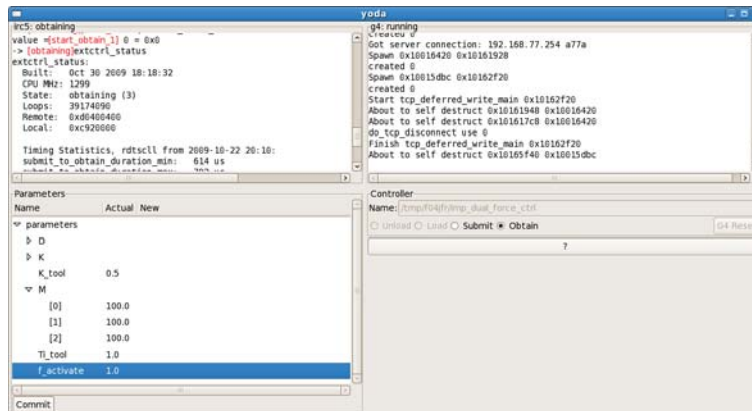 yoda
irc5: obtaining
value =[start_obtain_1] 0 = 0x0
-> [obtaining]extctrl_status
extctrl_status:
Built: Oct 30 2009 18:18:32
CPU MHz: 1299
State: obtaining (3)
Loops: 39174090
Remote: 0xd0400400
Local: 0xc920000
Timing Statistics, rdtscll from 2009-10-22 20:10:
submit_to_obtain_duration_min: 614 us
g4: running
created 0
Got server connection: 192.168.77.254 a77a
Spawn 0x10016420 0x10161928
created 0
Spawn 0x10015dbc 0x10162f20
created 0
Start tcp_deferred_write_main 0x10162f20
About to self destruct 0x10161948 0x10016420
About to self destruct 0x101617c8 0x10016420
do_tcp_disconnect use 0
Finish tcp_deferred_write_main 0x10162f20
About to self destruct 0x10165f40 0x10015dbc
Parameters
Name Actual New
parameters
D
K
K_tool 0.5
M
[0] 100.0
[1] 100.0
[2] 100.0
Ti_tool 1.0
f_activate 1.0
Commit
Controller
Name: /tmp/f04jfr/imp_dual_force_ctrl
Unload Load Submit Obtain G4 Rese
?